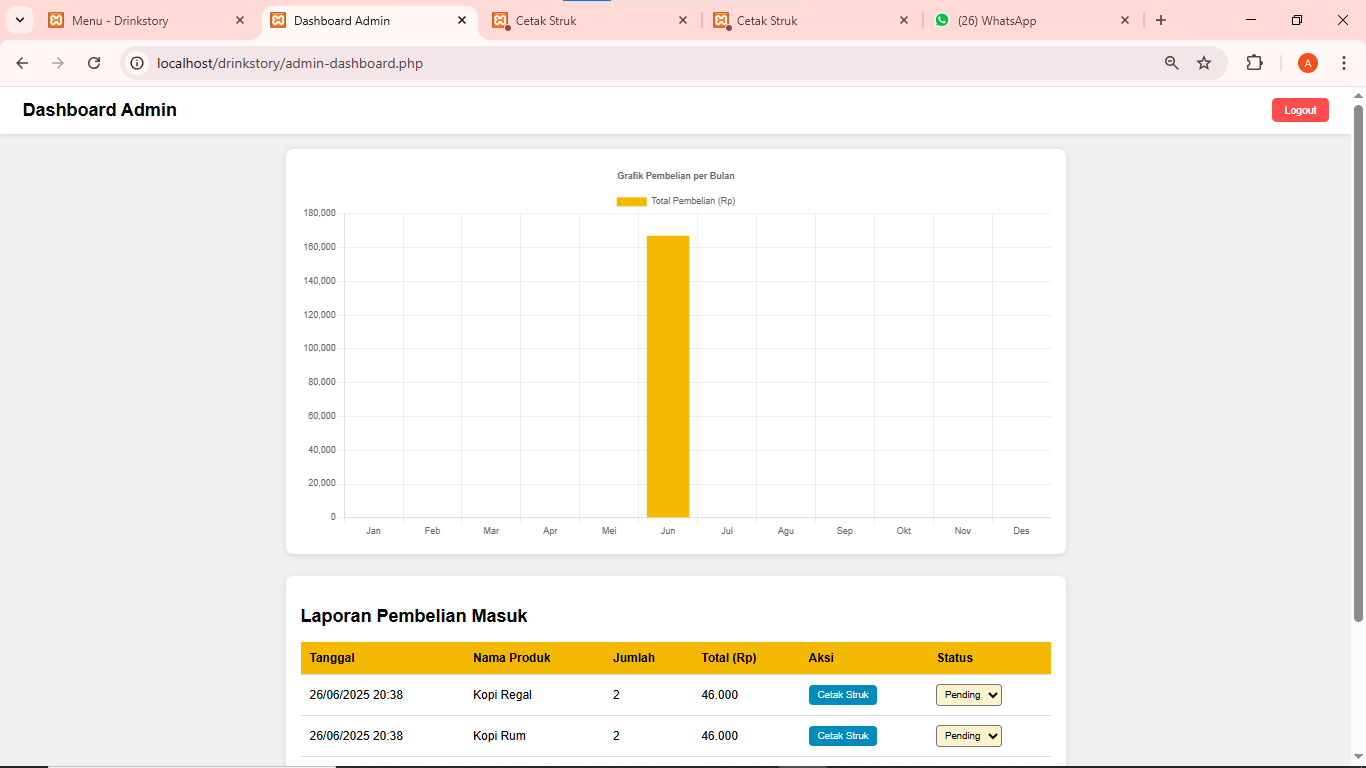 Menu - Drinkstory
Dashboard Admin
Cetak Struk
Cetak Struk
(26) WhatsApp
localhost/drinkstory/admin-dashboard.php
A
Dashboard Admin
Logout
Grafik Pembelian per Bulan
Total Pembelian (Rp)
180,000
160,000
140,000
120,000
100,000
80,000
60,000
40,000
20,000
0
Jan Feb Mar Apr Mei Jun Jul Agu Sep Okt Nov Des
Laporan Pembelian Masuk
Tanggal Nama Produk Jumlah Total (Rp) Aksi Status
26/06/2025 20:38 Kopi Regal 2 46.000 Cetak Struk Pending
26/06/2025 20:38 Kopi Rum 2 46.000 Cetak Struk Pending